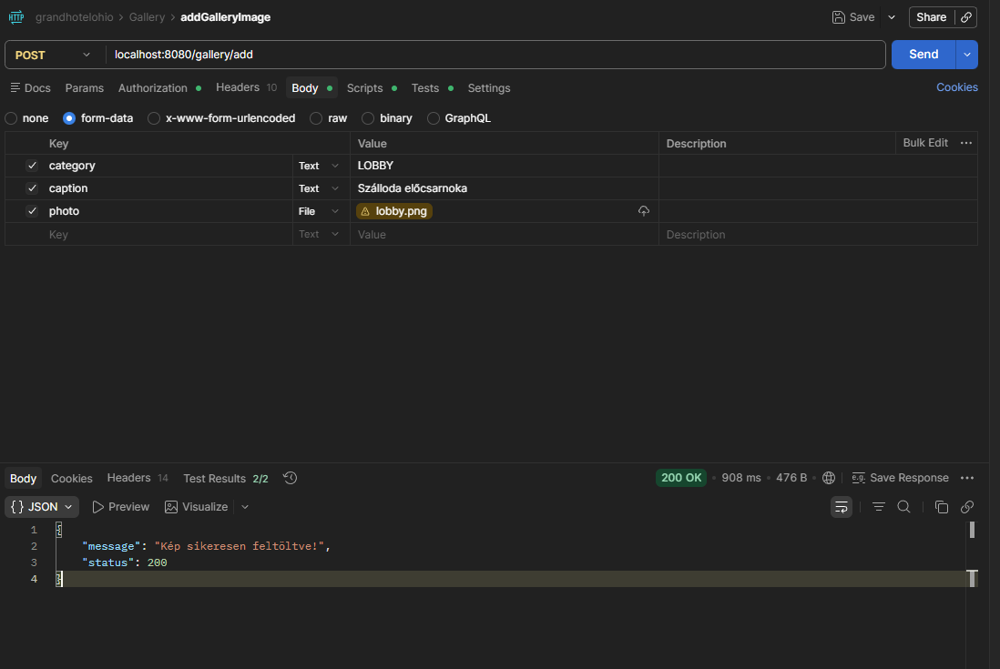 HTTP grandhotelohio > Gallery > addGalleryImage Save Share
POST localhost:8080/gallery/add Send
Docs Params Authorization Headers 10 Body Scripts Tests Settings Cookies
none form-data x-www-form-urlencoded raw binary GraphQL
Key Value Description Bulk Edit
category Text LOBBY
caption Text Szálloda előcsarnoka
photo File lobby.png
Key Text Value Description
Body Cookies Headers 14 Test Results 2/2 200 OK • 908 ms • 476 B • e.g. Save Response
{} JSON Preview Visualize
1 {
2 "message": "Kép sikeresen feltöltve!",
3 "status": 200
4 }